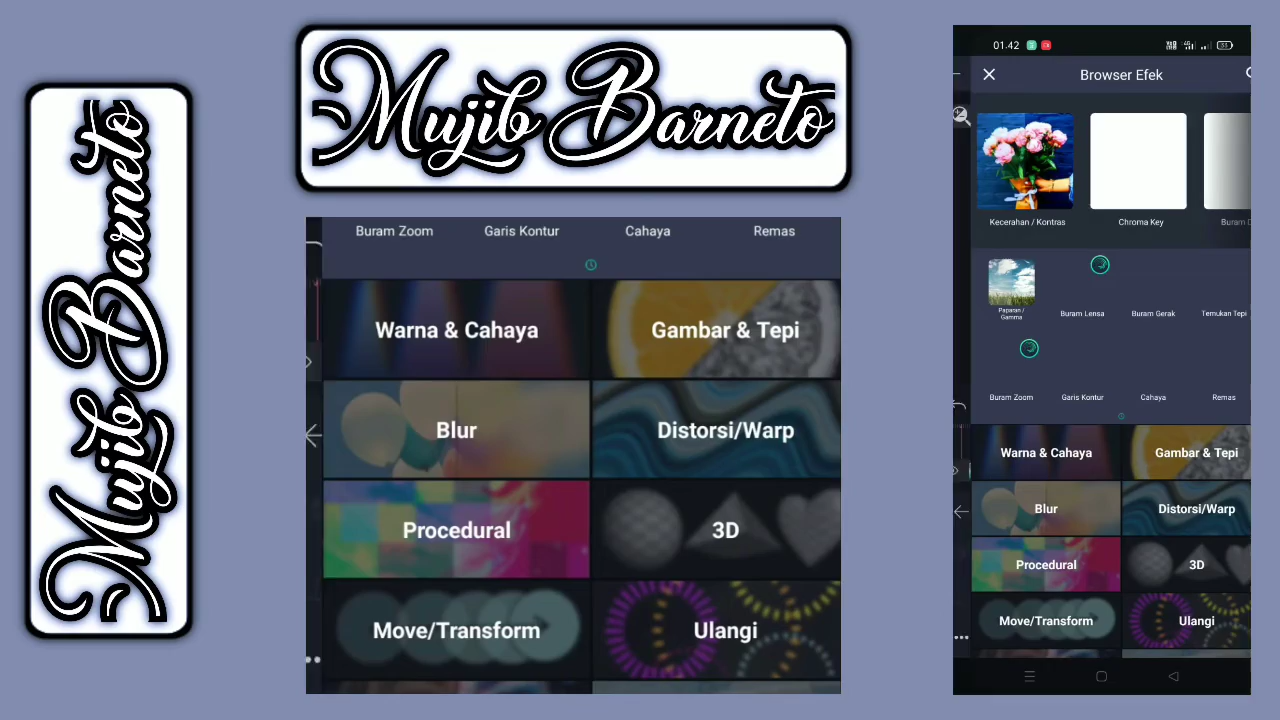 Mujib Barneto
Mujib Barneto
Buram Zoom Garis Kontur Cahaya Remas
Warna & Cahaya Gambar & Tepi
Blur Distorsi/Warp
Procedural 3D
Move/Transform Ulangi
01.42
Browser Efek
Kecerahan / Kontras Chroma Key Buram
Paparan / Gamma Buram Lensa Buram Gerak Temukan Tepi
Buram Zoom Garis Kontur Cahaya Remas
Warna & Cahaya Gambar & Tepi
Blur Distorsi/Warp
Procedural 3D
Move/Transform Ulangi